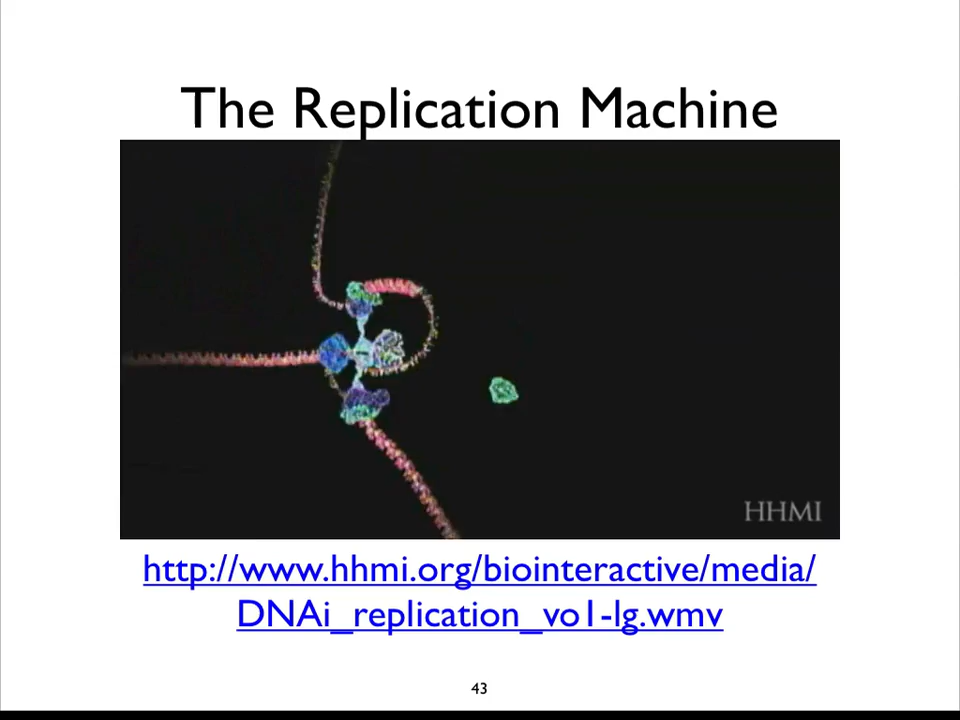 The Replication Machine
HHMI
http://www.hhmi.org/biointeractive/media/
DNAi_replication_vo1-lg.wmv
43